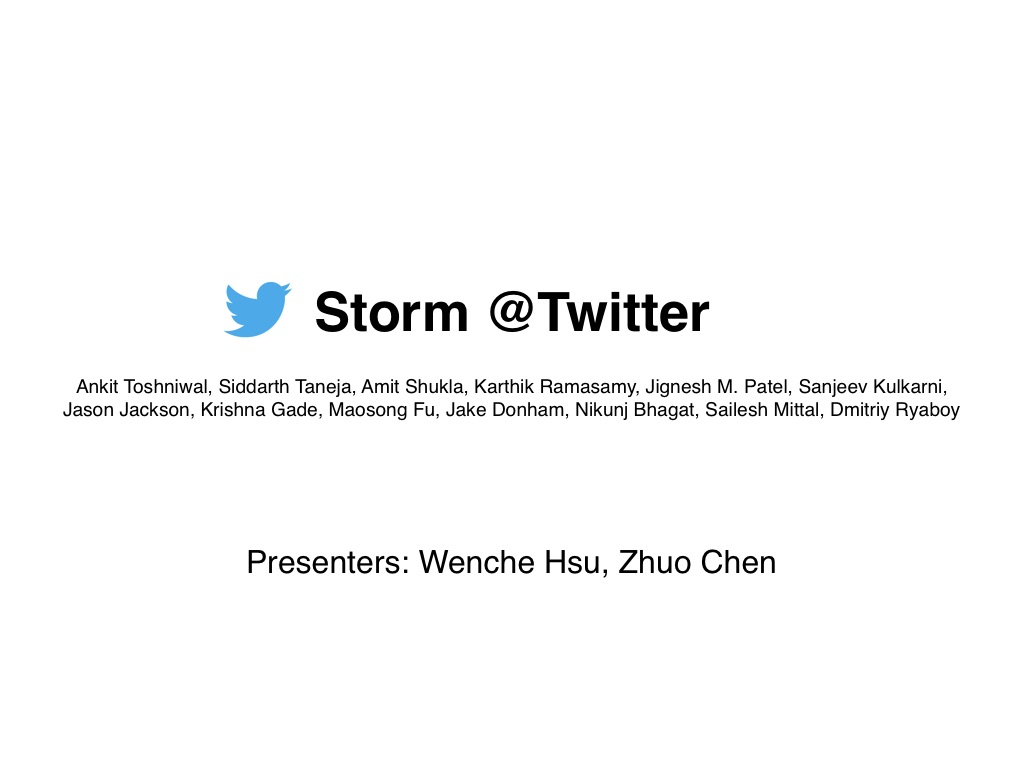 Storm @Twitter
Ankit Toshniwal, Siddarth Taneja, Amit Shukla, Karthik Ramasamy, Jignesh M. Patel, Sanjeev Kulkarni,
Jason Jackson, Krishna Gade, Maosong Fu, Jake Donham, Nikunj Bhagat, Sailesh Mittal, Dmitriy Ryaboy
Presenters: Wenche Hsu, Zhuo Chen